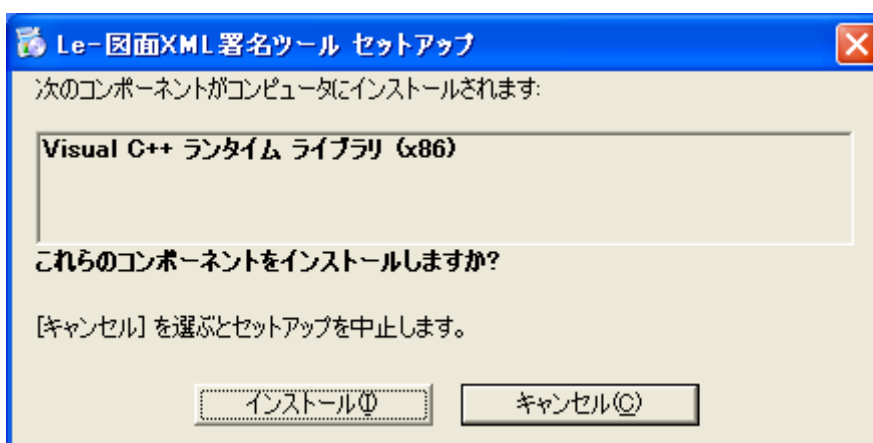 Le-図面XML署名ツール セットアップ
次のコンポーネントがコンピュータにインストールされます:
Visual C++ ランタイム ライブラリ (x86)
これらのコンポーネントをインストールしますか?
[キャンセル] を選ぶとセットアップを中止します。
インストール(I) キャンセル(C)